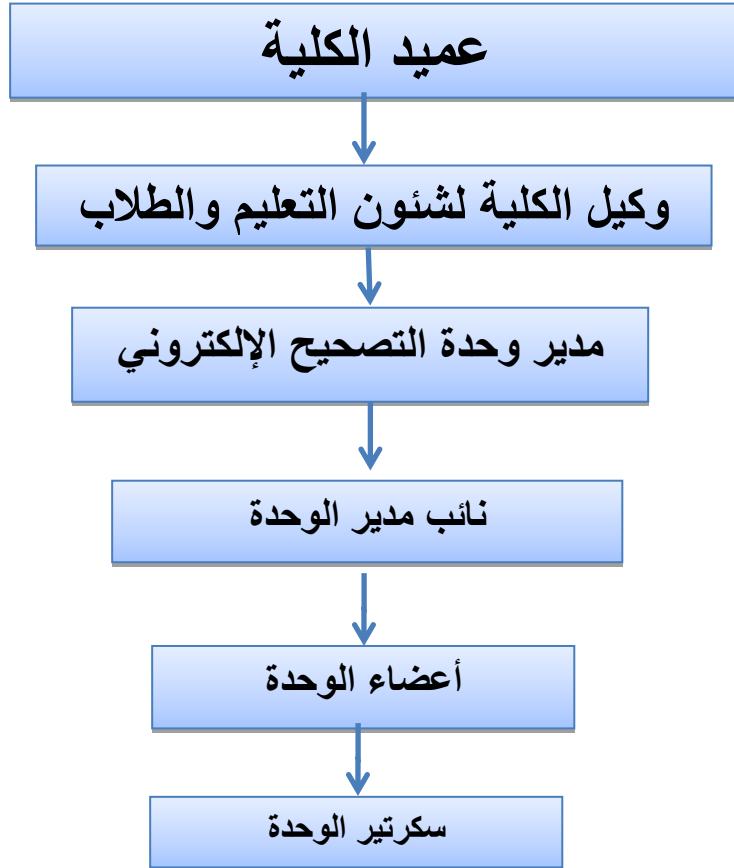 عميد الكلية
وكيل الكلية لشئون التعليم والطلاب
مدير وحدة التصحيح الإلكتروني
نائب مدير الوحدة
أعضاء الوحدة
سكرتير الوحدة